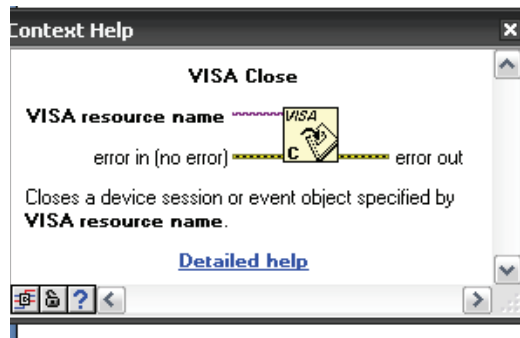 Context Help
VISA Close
VISA resource name
VISA
C
error in (no error)
error out
Closes a device session or event object specified by
VISA resource name.
Detailed help
?